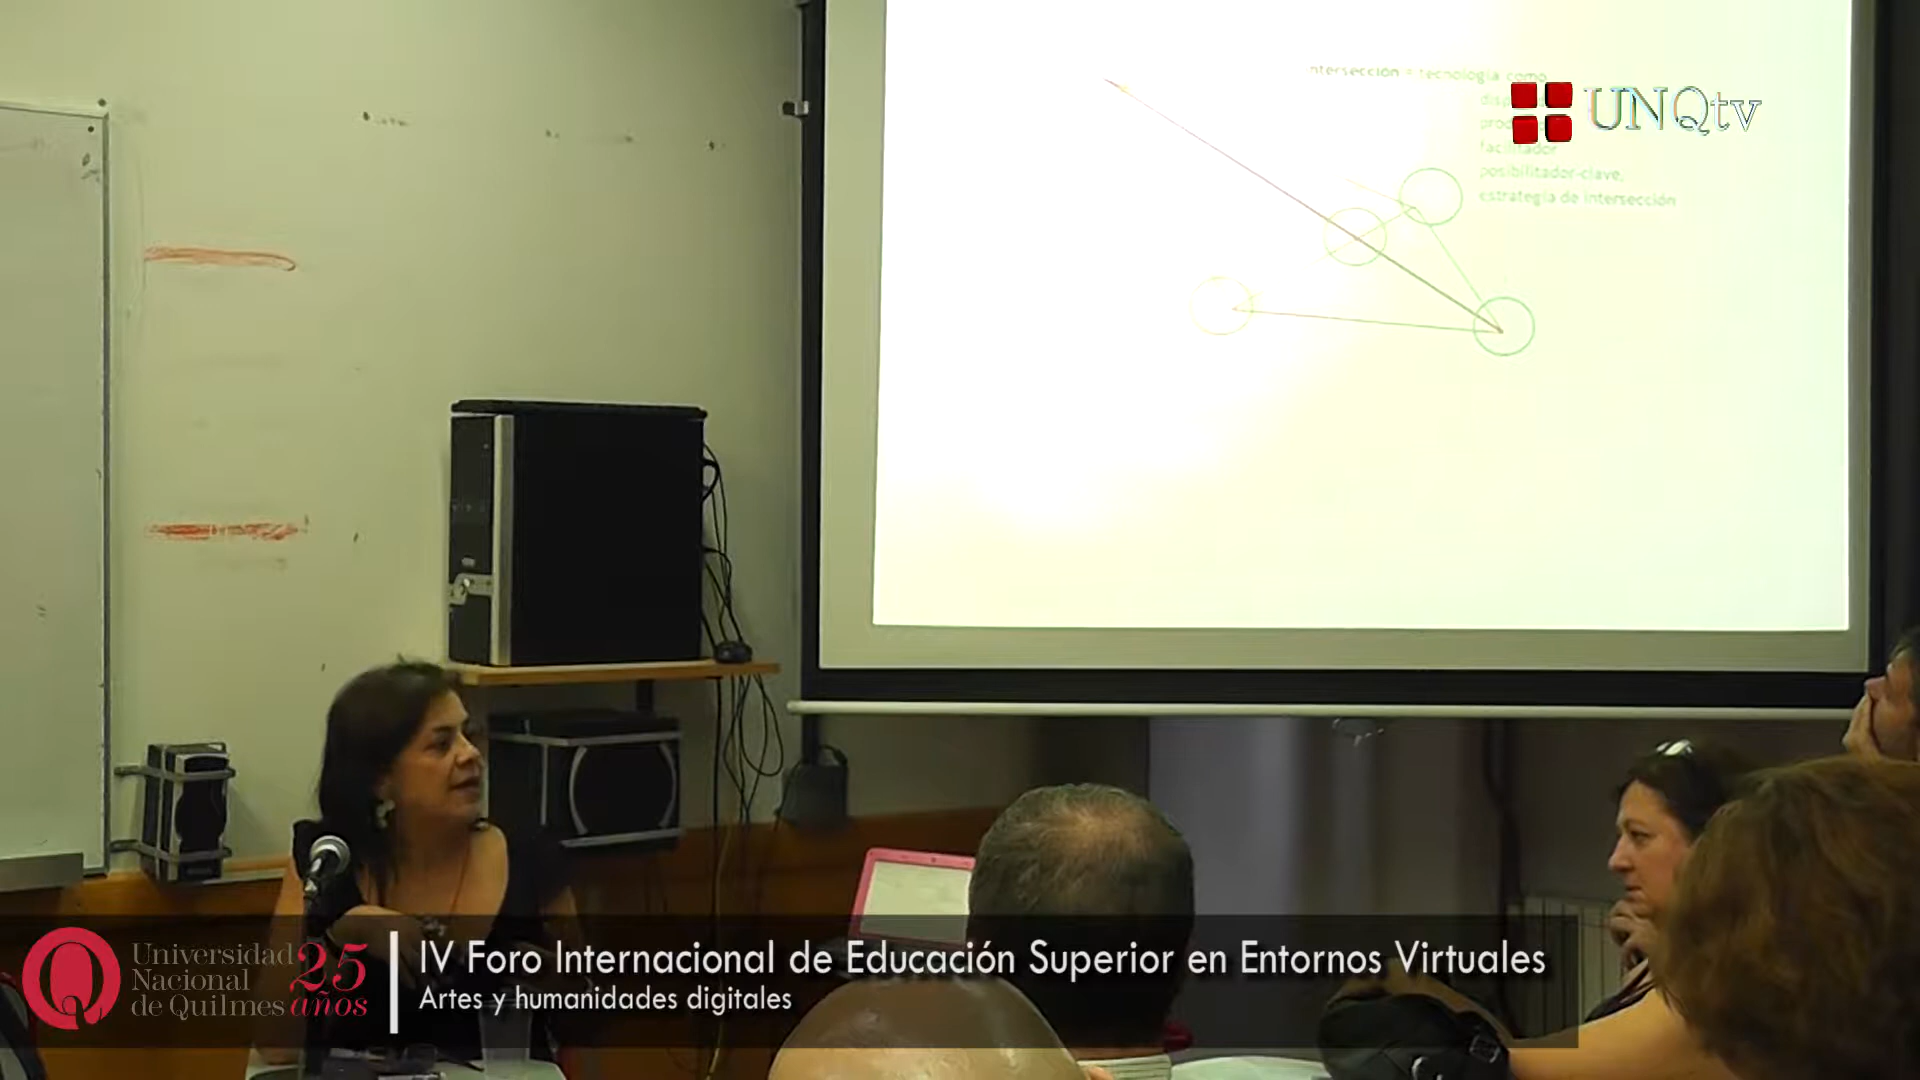 intersección = tecnología como
facilitador
posibilitador-clave,
estrategia de intersección
UNQtv
Universidad
Nacional
de Quilmes
25
años
IV Foro Internacional de Educación Superior en Entornos Virtuales
Artes y humanidades digitales